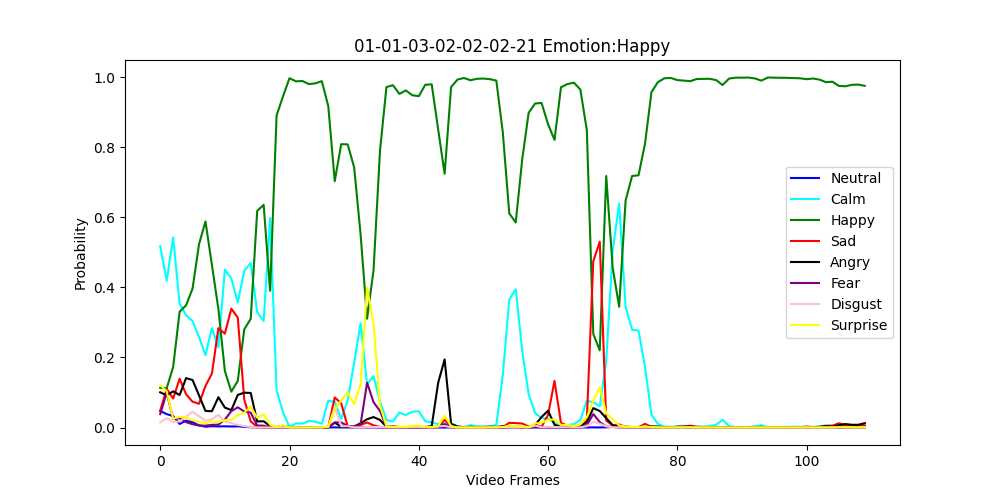 01-01-03-02-02-02-21 Emotion:Happy
Probability
1.0
0.8
0.6
0.4
0.2
0.0
0
20
40
60
80
100
Video Frames
Neutral
Calm
Happy
Sad
Angry
Fear
Disgust
Surprise